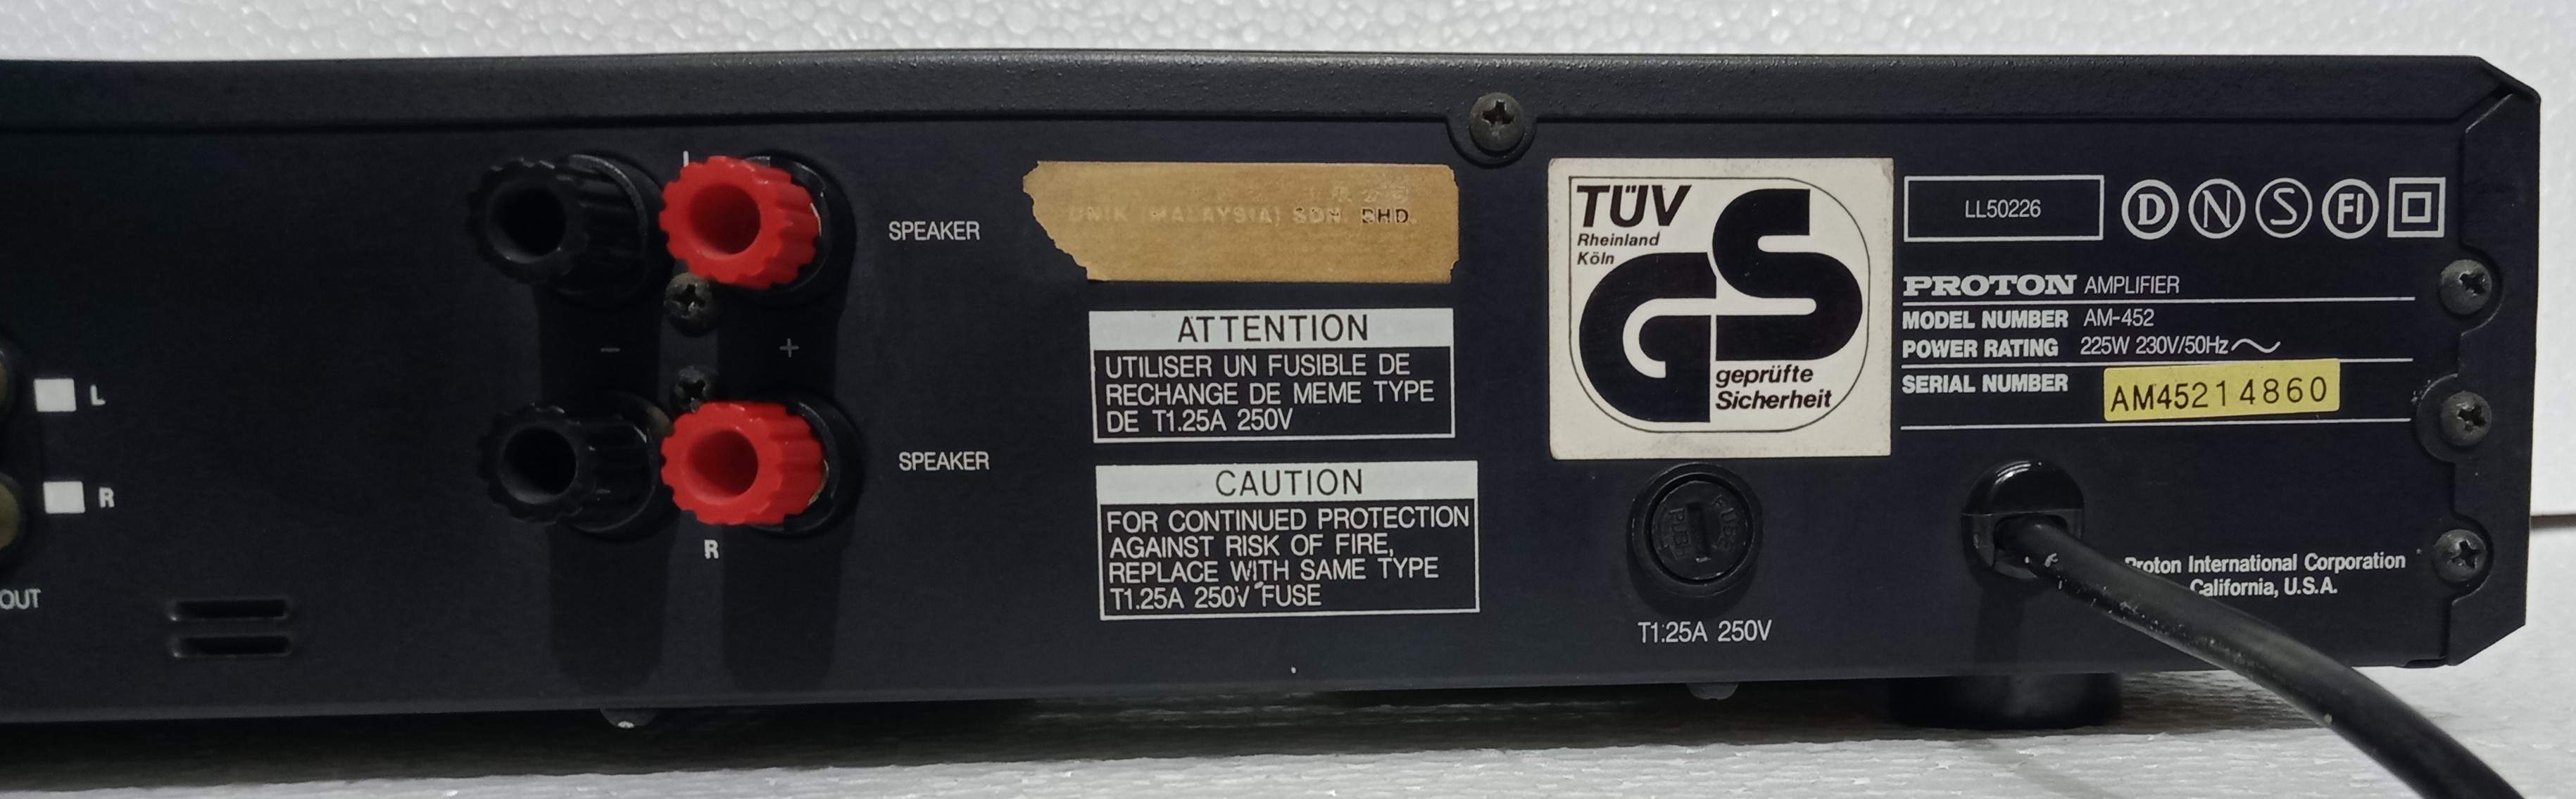 L
R
OUT
SPEAKER
SPEAKER
-
+
R
(MALAYSIA) SDN. BHD.
ATTENTION
UTILISER UN FUSIBLE DE
RECHANGE DE MEME TYPE
DE T1.25A 250V
CAUTION
FOR CONTINUED PROTECTION
AGAINST RISK OF FIRE,
REPLACE WITH SAME TYPE
T1.25A 250V FUSE
TÜV
Rheinland
Köln
GS
geprüfte
Sicherheit
FUSE
PUSH
T1.25A 250V
LL50226
D N S FI
PROTON AMPLIFIER
MODEL NUMBER AM-452
POWER RATING 225W 230V/50Hz~
SERIAL NUMBER AM45214860
Proton International Corporation
California, U.S.A.